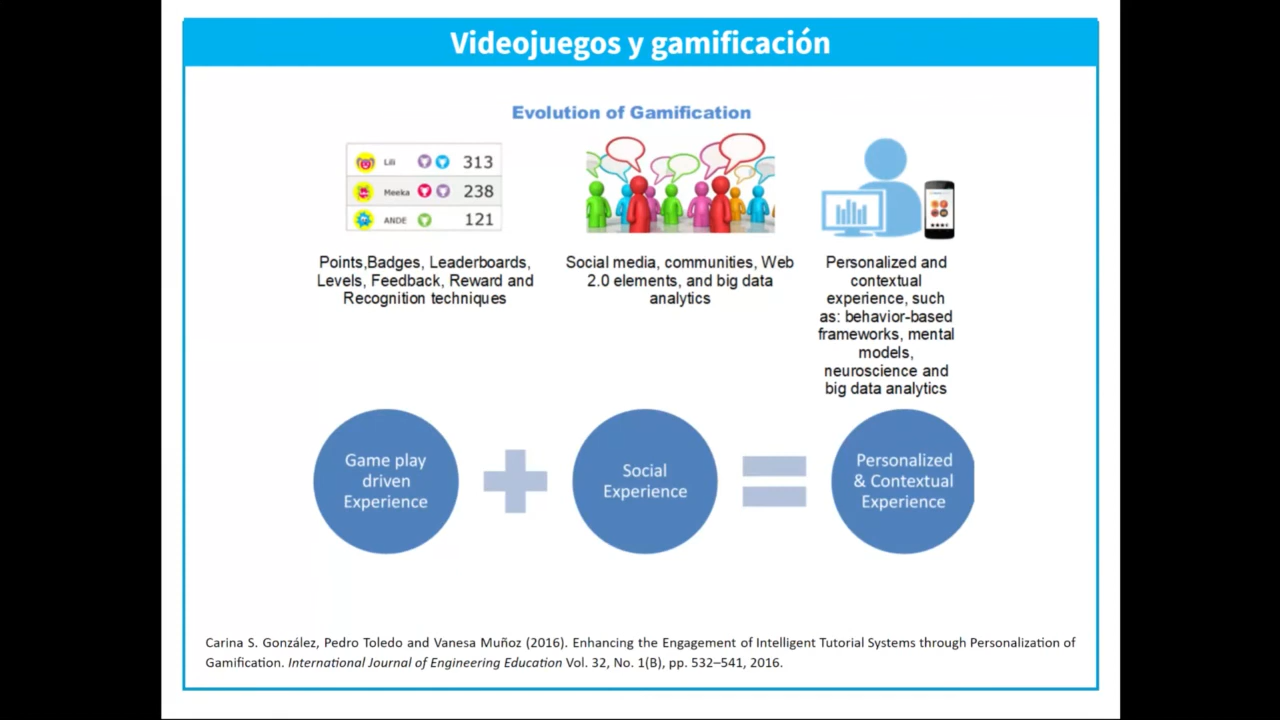 Videojuegos y gamificación
Evolution of Gamification
Lili 313
Meeka 238
ANDE 121
Points,Badges, Leaderboards,
Levels, Feedback, Reward and
Recognition techniques
Social media, communities, Web
2.0 elements, and big data
analytics
Personalized and
contextual
experience, such
as: behavior-based
frameworks, mental
models,
neuroscience and
big data analytics
Game play
driven
Experience
Social
Experience
Personalized
& Contextual
Experience
Carina S. González, Pedro Toledo and Vanesa Muñoz (2016). Enhancing the Engagement of Intelligent Tutorial Systems through Personalization of
Gamification. International Journal of Engineering Education Vol. 32, No. 1(B), pp. 532–541, 2016.